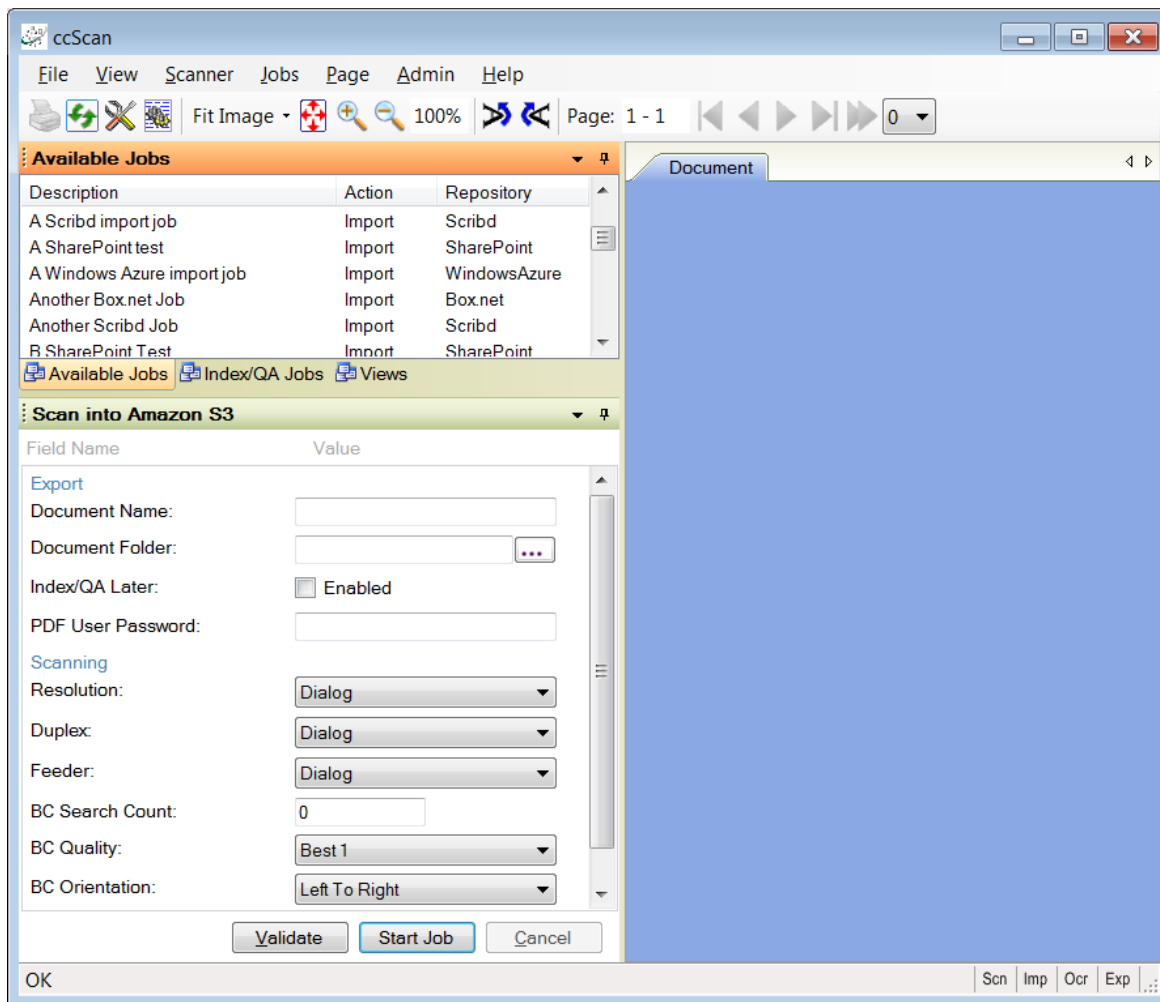 ccScan
File View Scanner Jobs Page Admin Help
Fit Image 100% Page: 1 - 1 0
Available Jobs
Document
Description Action Repository
A Scribd import job Import Scribd
A SharePoint test Import SharePoint
A Windows Azure import job Import WindowsAzure
Another Box.net Job Import Box.net
Another Scribd Job Import Scribd
B SharePoint Test Import SharePoint
Available Jobs Index/QA Jobs Views
Scan into Amazon S3
Field Name Value
Export
Document Name:
Document Folder: ...
Index/QA Later: Enabled
PDF User Password:
Scanning
Resolution: Dialog
Duplex: Dialog
Feeder: Dialog
BC Search Count: 0
BC Quality: Best 1
BC Orientation: Left To Right
Validate Start Job Cancel
OK Scn Imp Ocr Exp